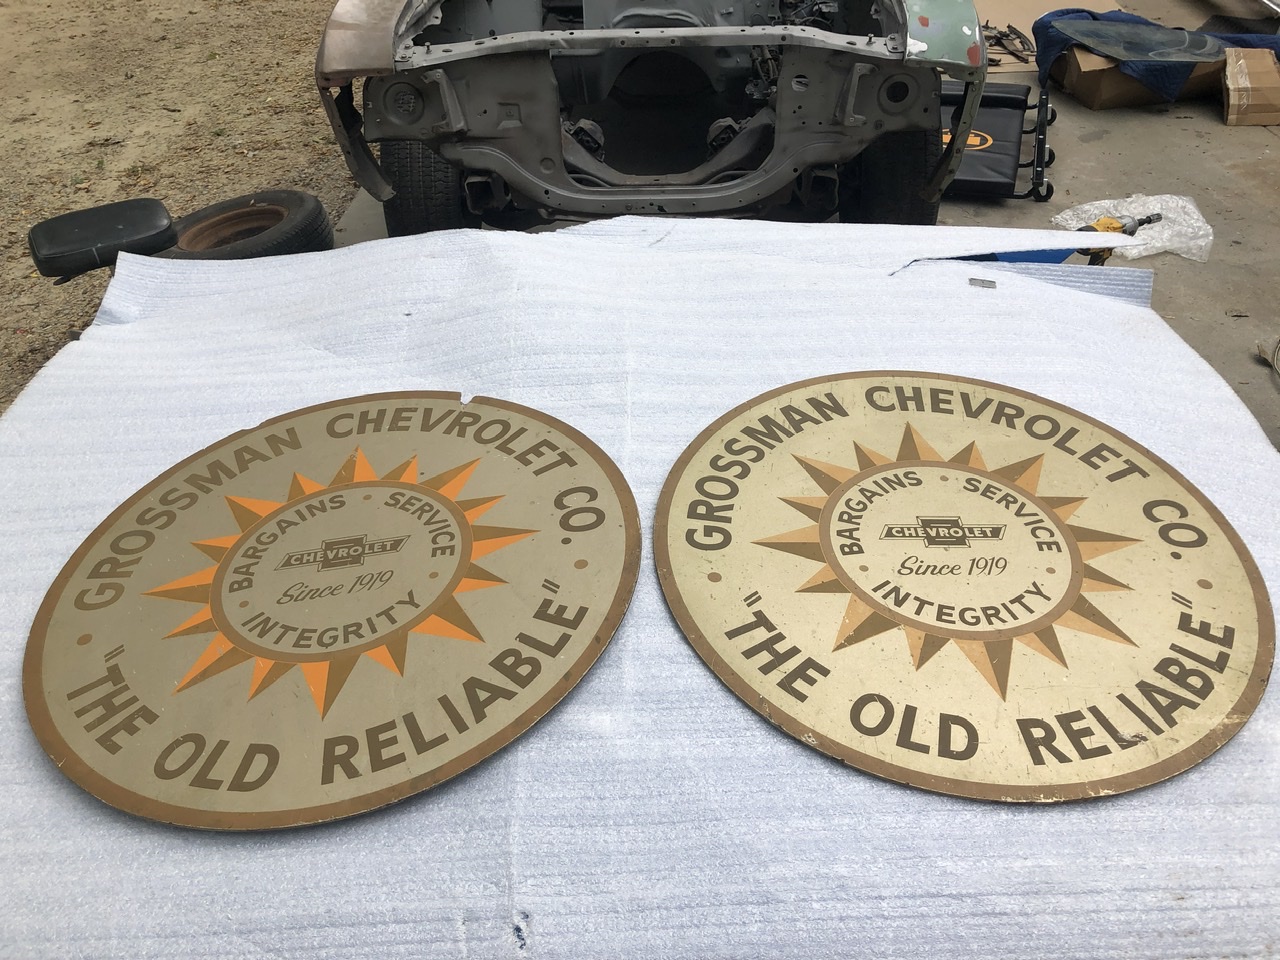 GROSSMAN CHEVROLET CO.
BARGAINS • SERVICE
CHEVROLET
Since 1919
• INTEGRITY •
• "THE OLD RELIABLE" •
GROSSMAN CHEVROLET CO.
BARGAINS • SERVICE
CHEVROLET
Since 1919
• INTEGRITY •
• "THE OLD RELIABLE" •